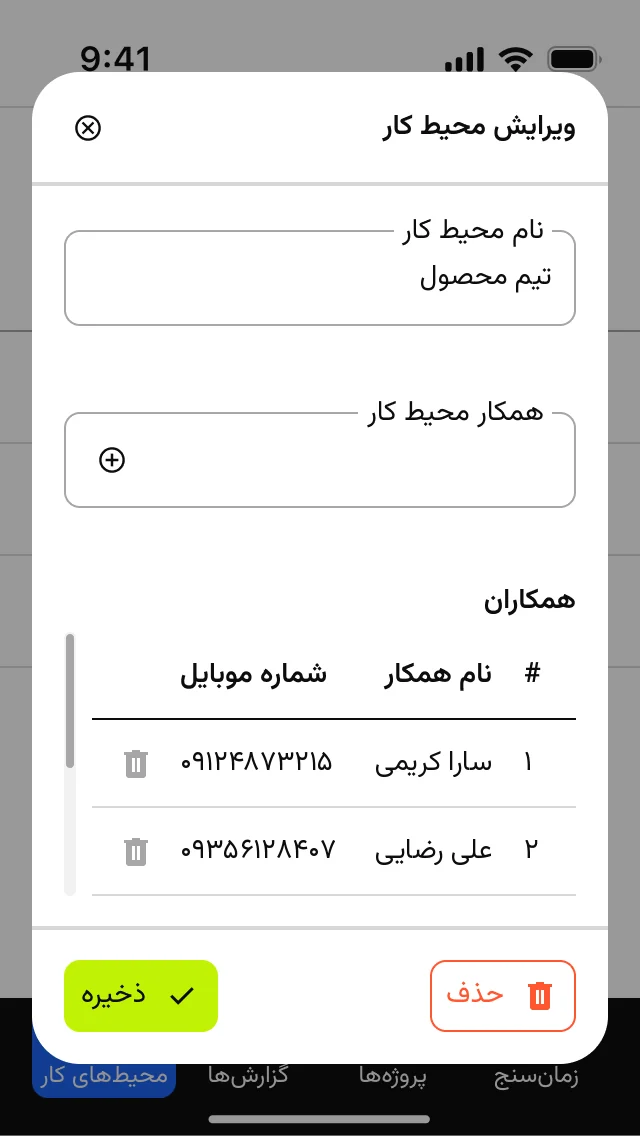 9:41
ویرایش محیط کار
نام محیط کار
تیم محصول
همکار محیط کار
همکاران
# نام همکار شماره موبایل
۱ سارا کریمی ۰۹۱۲۴۸۷۳۲۱۵
۲ علی رضایی ۰۹۳۵۶۱۲۸۴۰۷
حذف ذخیره
زمان‌سنج پروژه‌ها گزارش‌ها محیط‌های کار